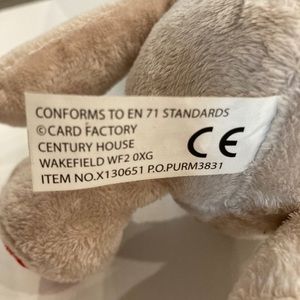 CONFORMS TO EN 71 STANDARDS
©CARD FACTORY
CENTURY HOUSE
WAKEFIELD WF2 0XG
ITEM NO.X130651 P.O.PURM3831
CE